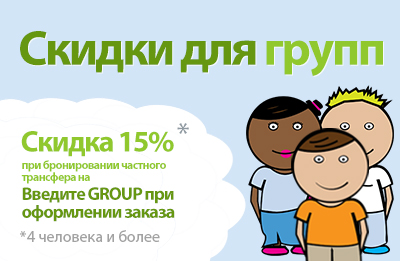 Скидки для групп
Скидка 15%*
при бронировании частного
трансфера на
Введите GROUP при
оформлении заказа
*4 человека и более